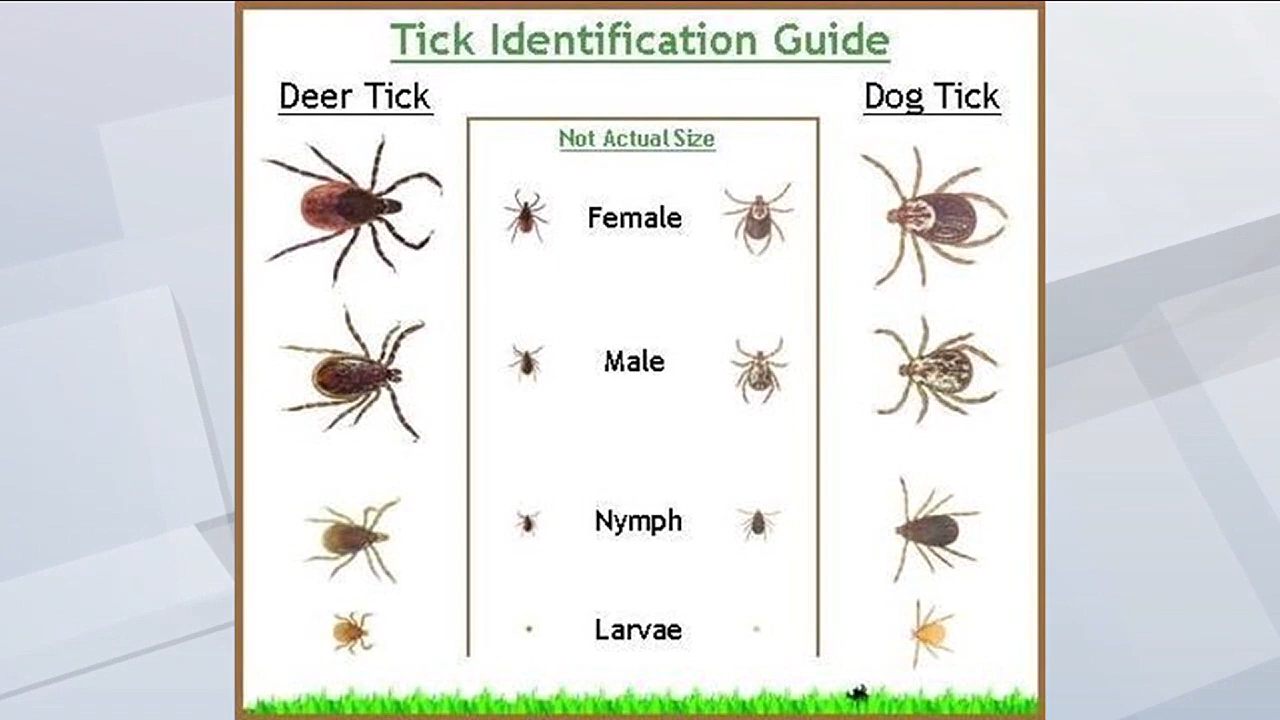 Tick Identification Guide
Deer Tick
Dog Tick
Not Actual Size
Female
Male
Nymph
Larvae